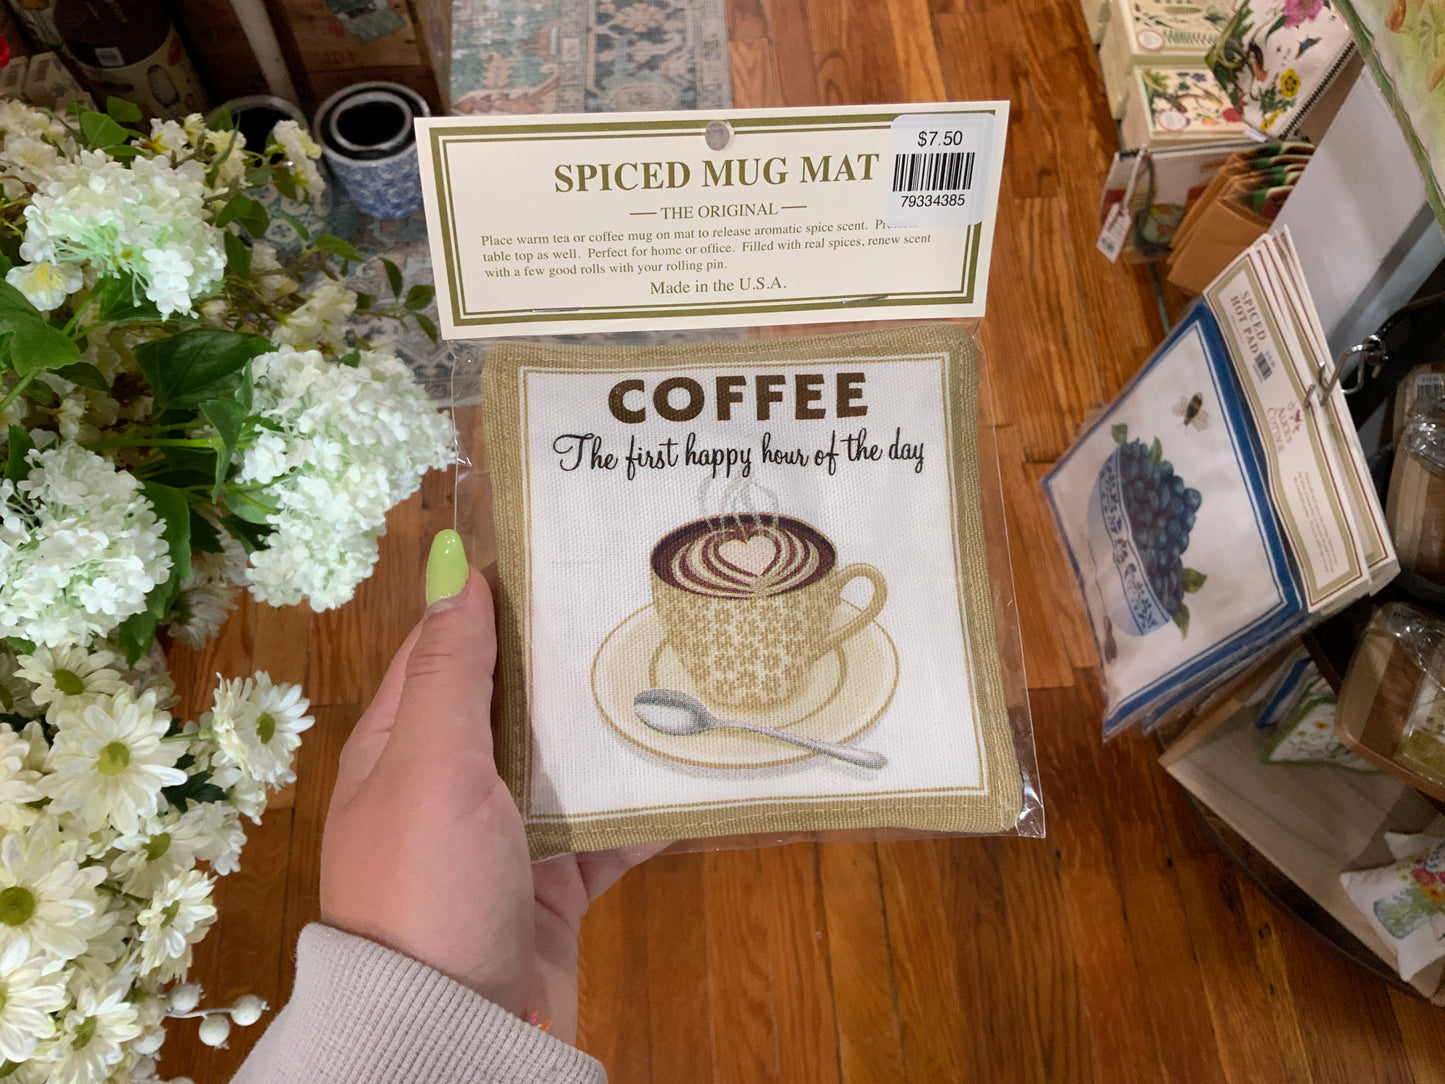 SPICED MUG MAT
THE ORIGINAL
Place warm tea or coffee mug on mat to release aromatic spice scent.
table top as well. Perfect for home or office. Filled with real spices, renew scent
with a few good rolls with your rolling pin.
Made in the U.S.A.
$7.50
79334385
COFFEE
The first happy hour of the day
SPICED
HOT PAD